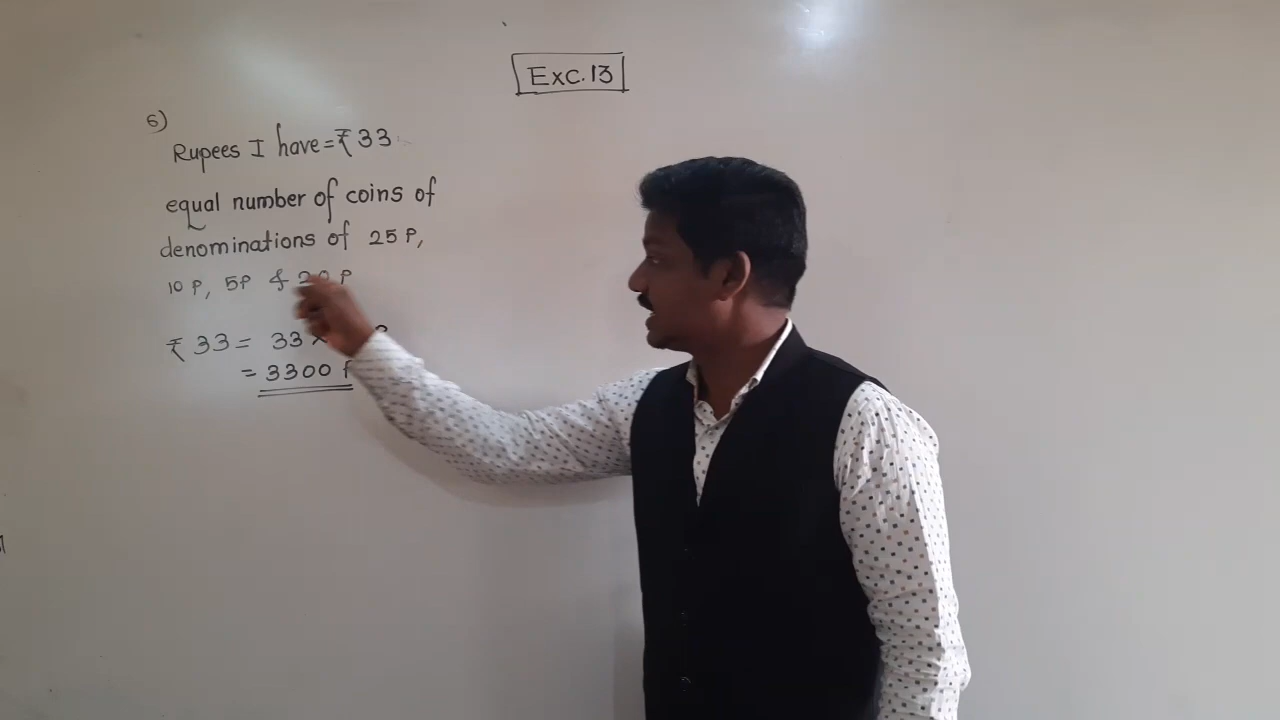 Exc.13
6)
Rupees I have = ₹ 33
equal number of coins of
denominations of 25 P,
10 P, 5P & 20 P
₹ 33 = 33 × P
= 3300 P